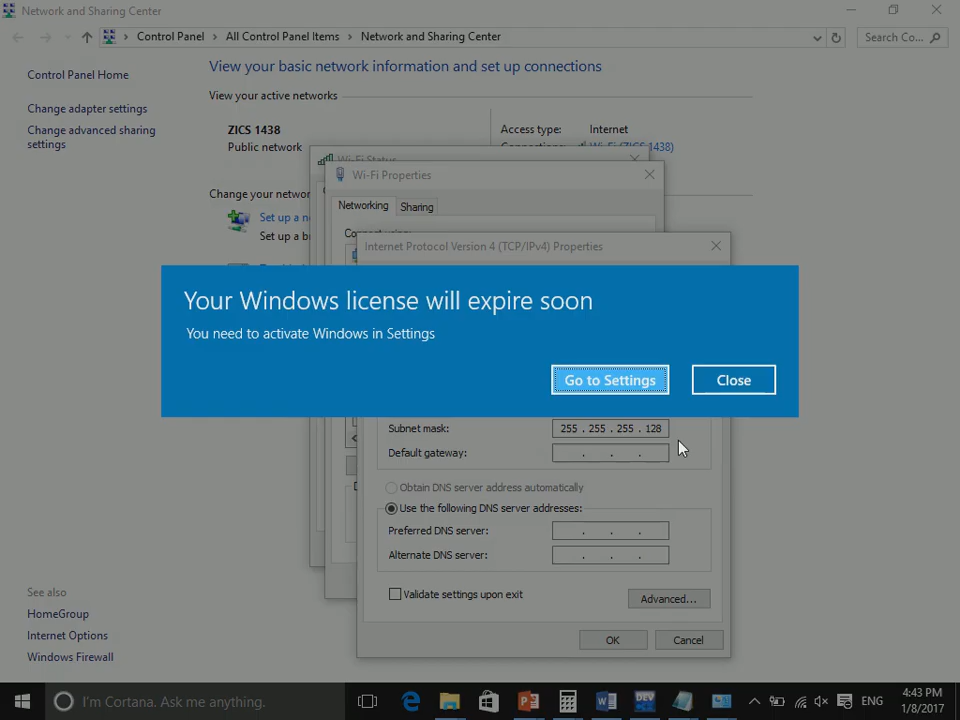 Network and Sharing Center
Control Panel > All Control Panel Items > Network and Sharing Center
Search Co...
Control Panel Home
Change adapter settings
Change advanced sharing
settings
View your basic network information and set up connections
View your active networks
ZICS 1438
Public network
Access type: Internet
Connections: Wi-Fi (ZICS 1438)
Change your networ
Set up a n
Set up a b
Wi-Fi Status
Wi-Fi Properties
Networking
Sharing
Connect using:
Internet Protocol Version 4 (TCP/IPv4) Properties
Your Windows license will expire soon
You need to activate Windows in Settings
Go to Settings
Close
Subnet mask: 255 . 255 . 255 . 128
Default gateway: . . .
Obtain DNS server address automatically
Use the following DNS server addresses:
Preferred DNS server: . . .
Alternate DNS server: . . .
Validate settings upon exit
Advanced...
OK
Cancel
See also
HomeGroup
Internet Options
Windows Firewall
I'm Cortana. Ask me anything.
DEV
ENG
4:43 PM
1/8/2017